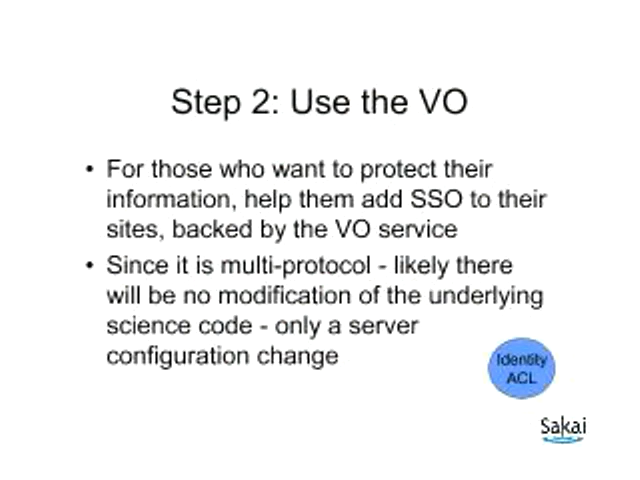 Step 2: Use the VO
• For those who want to protect their
information, help them add SSO to their
sites, backed by the VO service
• Since it is multi-protocol - likely there
will be no modification of the underlying
science code - only a server
configuration change
Identity
ACL
Sakai